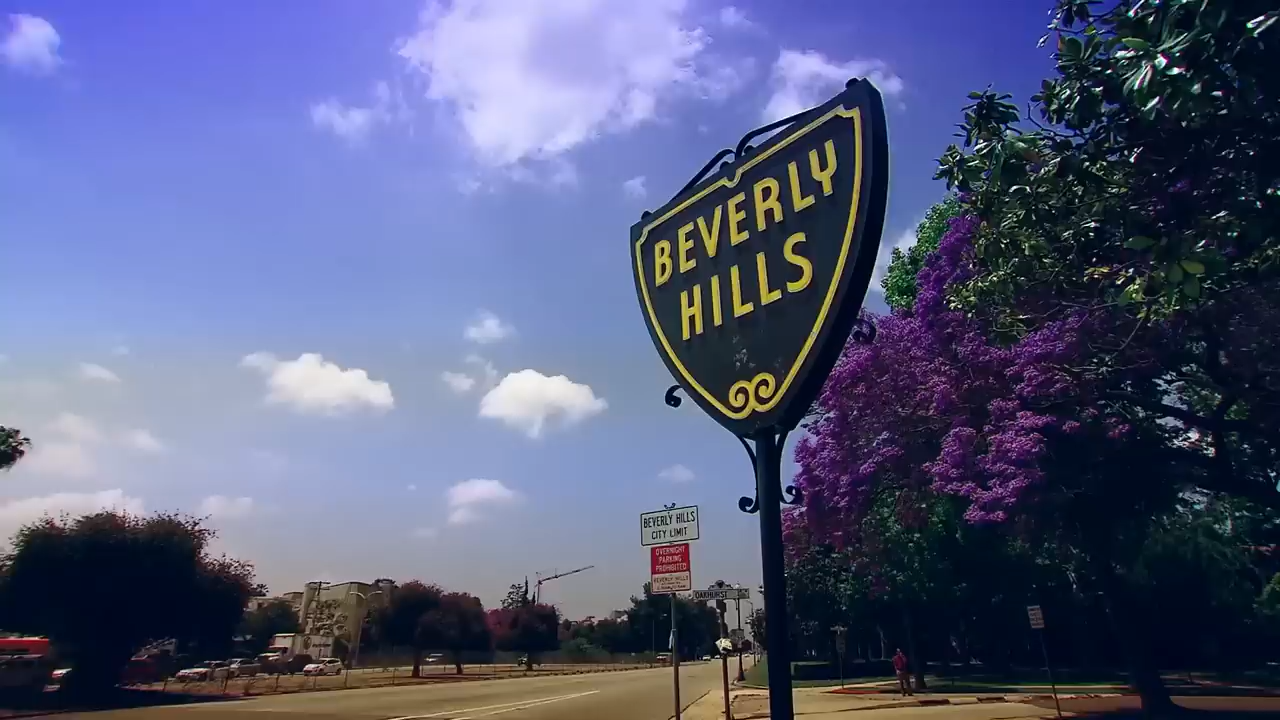 BEVERLY
HILLS
BEVERLY HILLS
CITY LIMIT
OVERNIGHT
PARKING
PROHIBITED
BEVERLY HILLS
OAKHURST